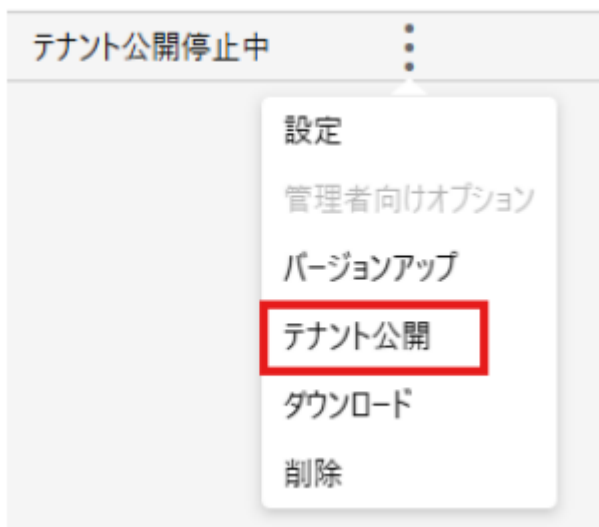 テナント公開停止中
設定
管理者向けオプション
バージョンアップ
テナント公開
ダウンロード
削除